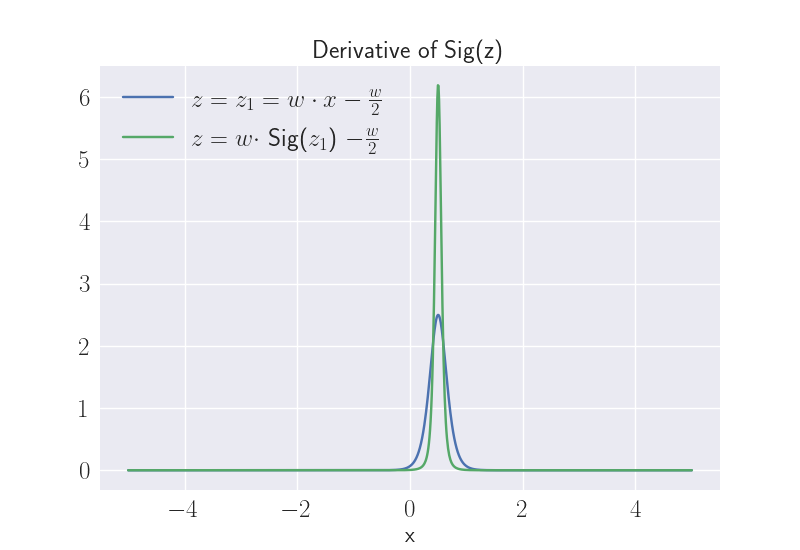 Derivative of Sig(z)
z = z₁ = w · x − w/2
z = w· Sig(z₁) −w/2
6
5
4
3
2
1
0
−4 −2 0 2 4
x